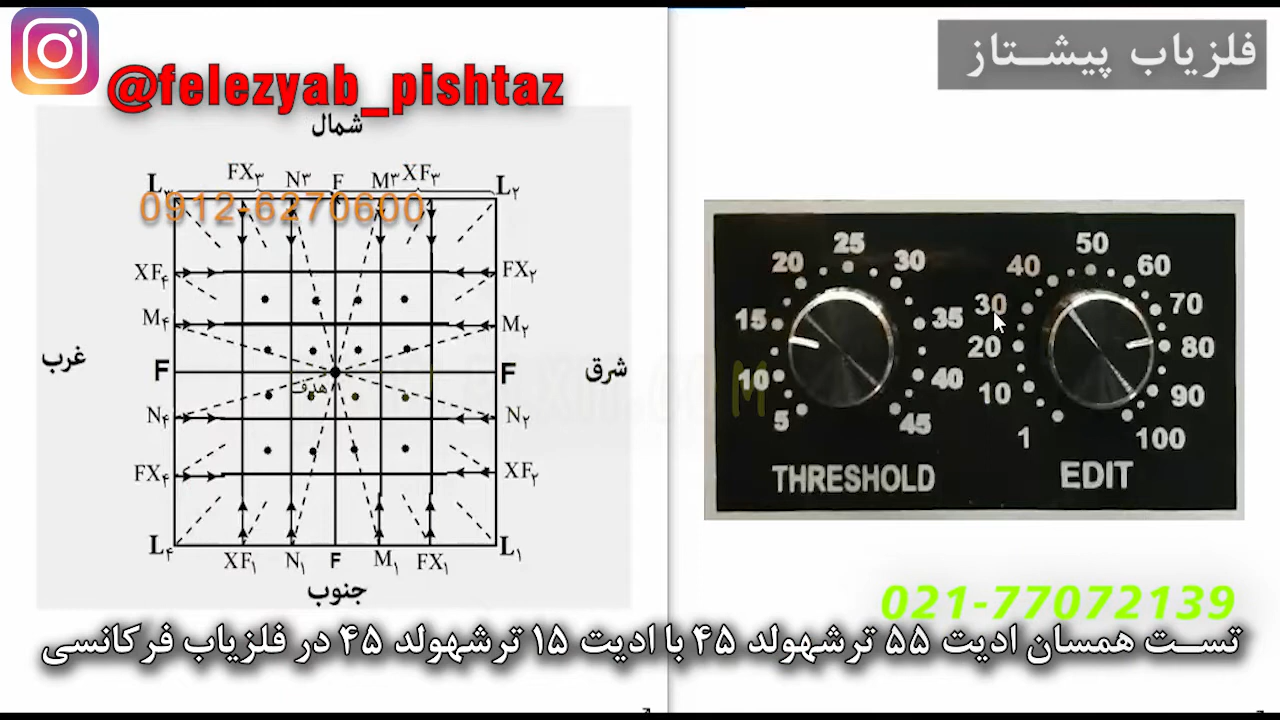 فلزیاب پیشــتاز
@felezyab_pishtaz
شمال
L۳ FX۳ N۳ F M۳ XF۳ L۲
0912-6270600
XF۴ FX۲
M۴ M۲
غرب F هدف F شرق
N۴ N۲
FX۴ XF۲
L۴ XF۱ N۱ F M۱ FX۱ L۱
جنوب
5 10 15 20 25 30 35 40 45
THRESHOLD
1 10 20 30 40 50 60 70 80 90 100
EDIT
021-77072139
تســت همسان ادیت ۵۵ ترشهولد ۴۵ با ادیت ۱۵ ترشهولد ۴۵ در فلزیاب فرکانسی